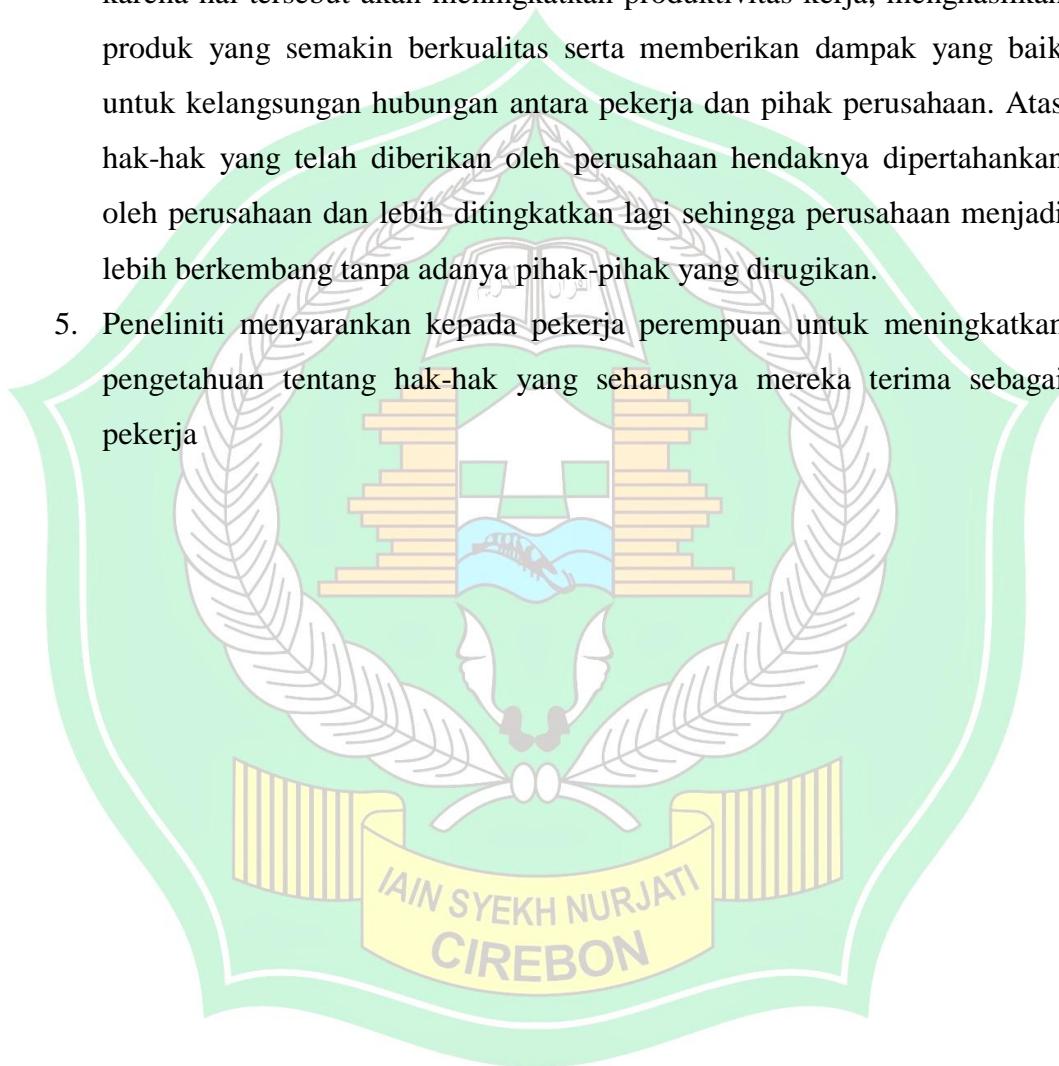 karena hal tersebut akan meningkatkan produktivitas kerja, menghasilkan
produk yang semakin berkualitas serta memberikan dampak yang baik
untuk kelangsungan hubungan antara pekerja dan pihak perusahaan. Atas
hak-hak yang telah diberikan oleh perusahaan hendaknya dipertahankan
oleh perusahaan dan lebih ditingkatkan lagi sehingga perusahaan menjadi
lebih berkembang tanpa adanya pihak-pihak yang dirugikan.
5. Peneliniti menyarankan kepada pekerja perempuan untuk meningkatkan
pengetahuan tentang hak-hak yang seharusnya mereka terima sebagai
pekerja
IAIN SYEKH NURJATI
CIREBON